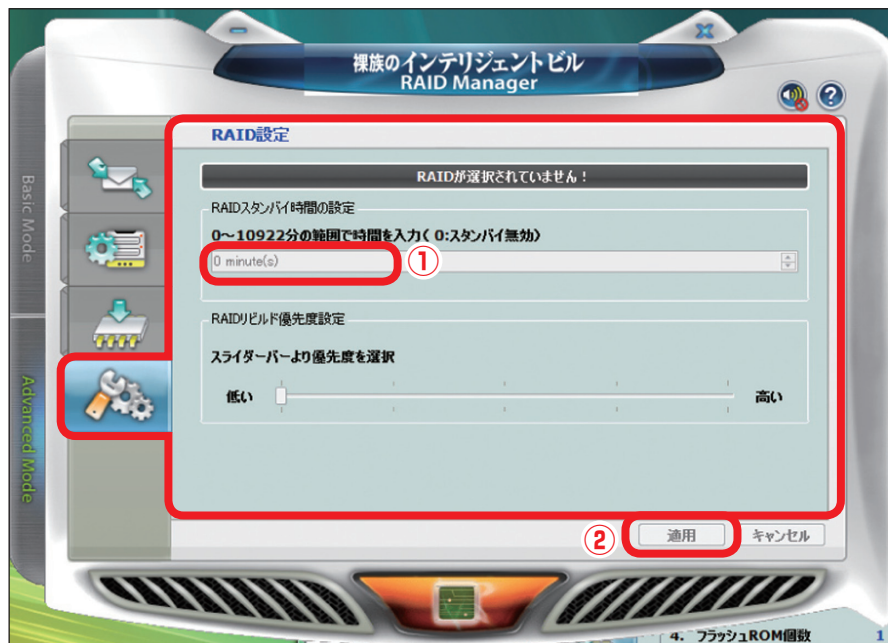 裸族のインテリジェントビル
RAID Manager
RAID設定
RAIDが選択されていません！
RAIDスタンバイ時間の設定
0～10922分の範囲で時間を入力( 0:スタンバイ無効)
0 minute(s)
①
RAIDリビルド優先度設定
スライダーバーより優先度を選択
低い
高い
②
適用
キャンセル
Basic Mode
Advanced Mode
4. フラッシュROM個数 1